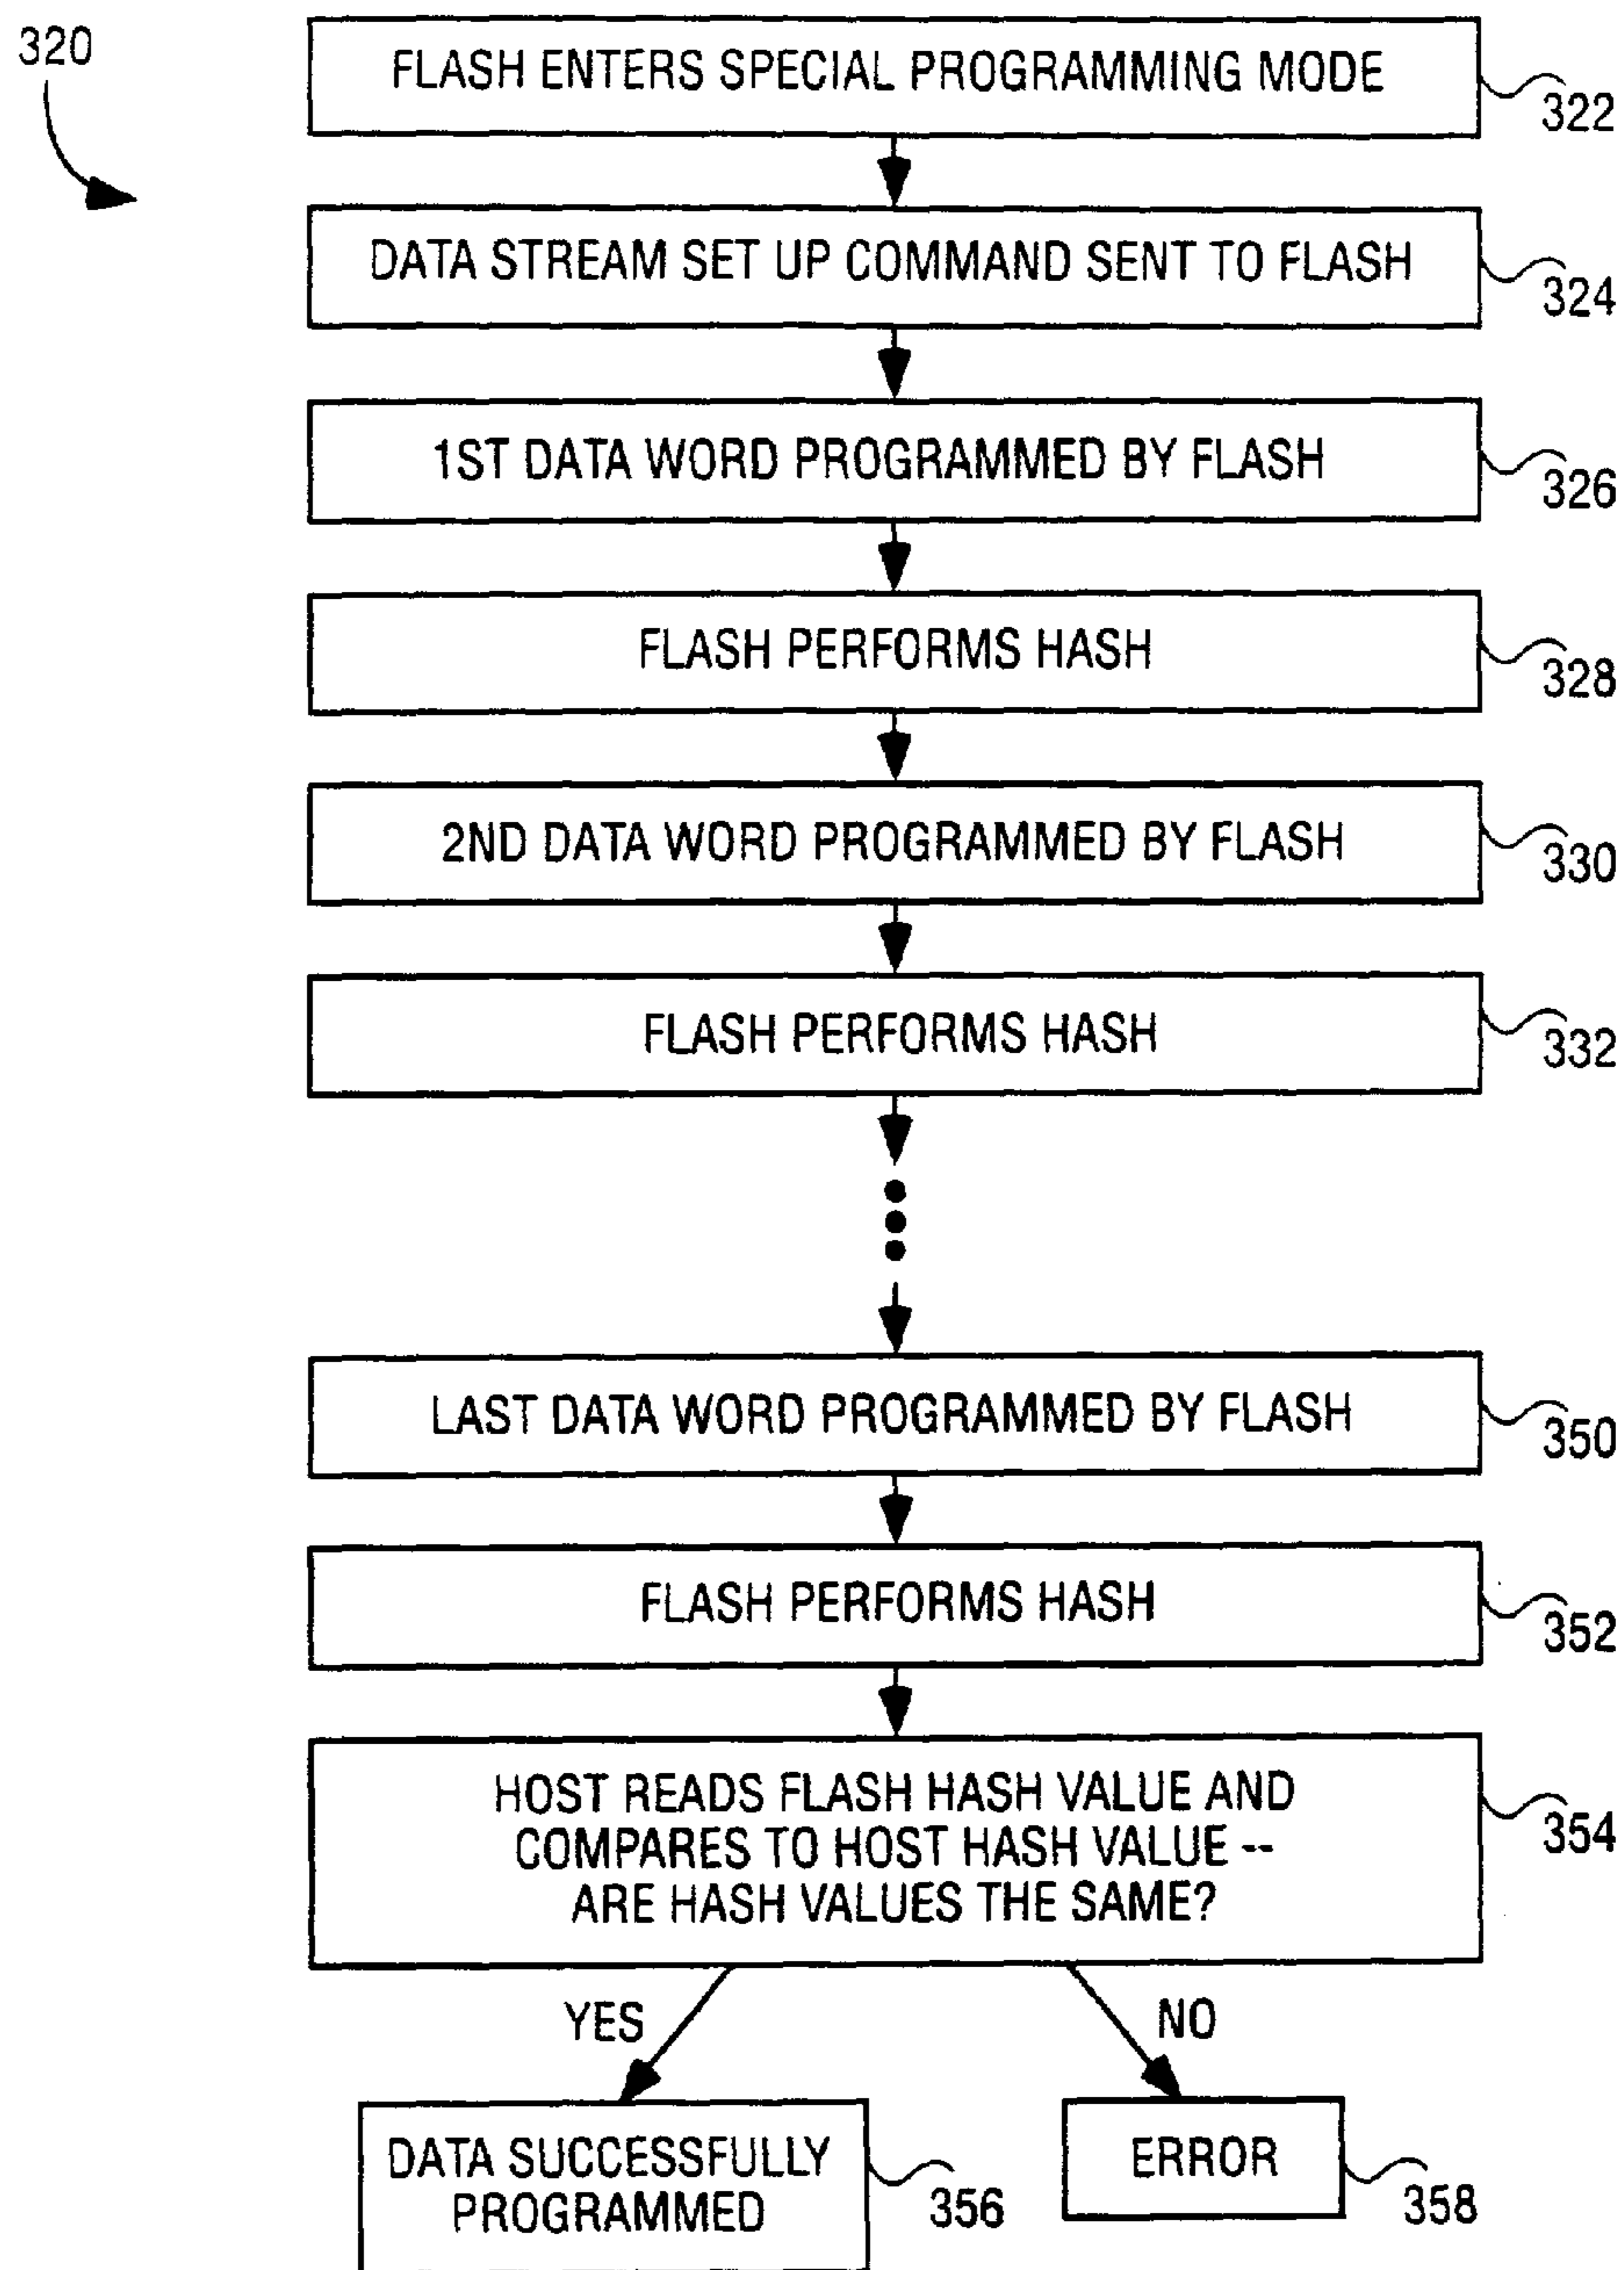 320
FLASH ENTERS SPECIAL PROGRAMMING MODE
322
DATA STREAM SET UP COMMAND SENT TO FLASH
324
1ST DATA WORD PROGRAMMED BY FLASH
326
FLASH PERFORMS HASH
328
2ND DATA WORD PROGRAMMED BY FLASH
330
FLASH PERFORMS HASH
332
LAST DATA WORD PROGRAMMED BY FLASH
350
FLASH PERFORMS HASH
352
HOST READS FLASH HASH VALUE AND
COMPARES TO HOST HASH VALUE --
ARE HASH VALUES THE SAME?
354
YES
NO
DATA SUCCESSFULLY
PROGRAMMED
356
ERROR
358